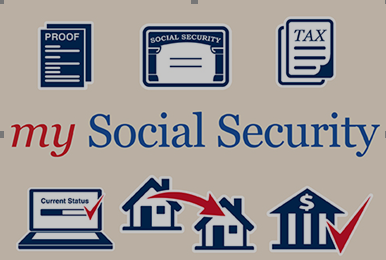 PROOF
SOCIAL SECURITY
TAX
my Social Security
Current Status
$